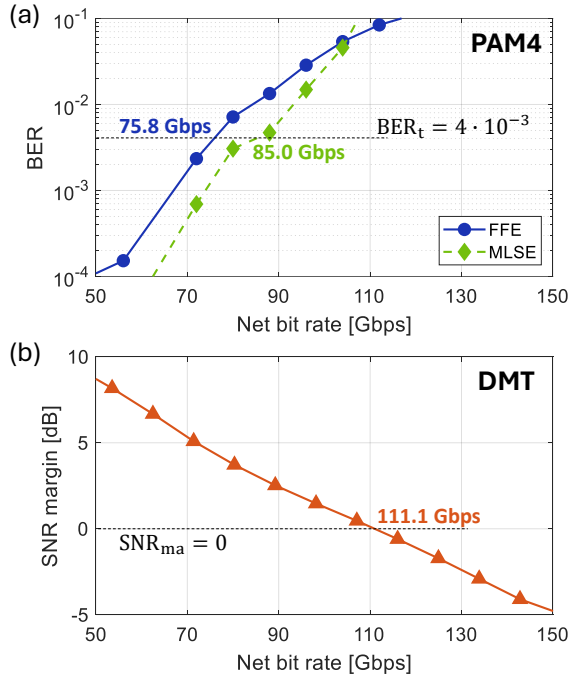 (a)
PAM4
BER
10⁻¹
10⁻²
10⁻³
10⁻⁴
75.8 Gbps
BERₜ = 4 · 10⁻³
85.0 Gbps
FFE
MLSE
50 70 90 110 130 150
Net bit rate [Gbps]
(b)
DMT
SNR margin [dB]
10
5
0
-5
111.1 Gbps
SNRma = 0
50 70 90 110 130 150
Net bit rate [Gbps]